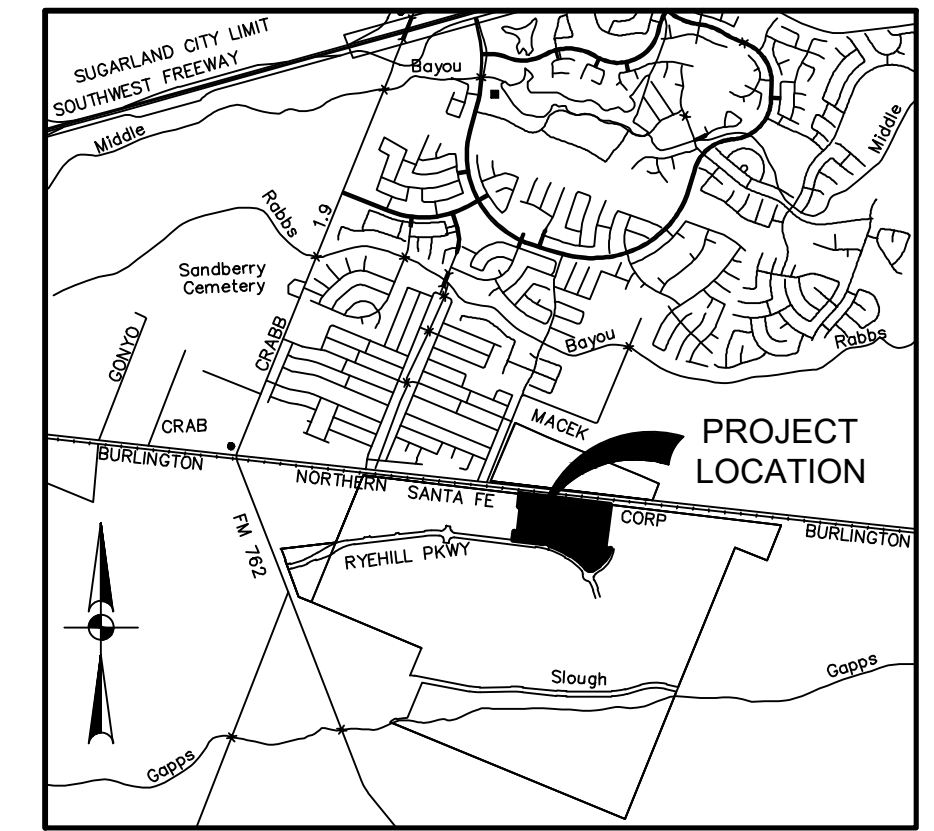 SUGARLAND CITY LIMIT
SOUTHWEST FREEWAY
Bayou
Middle
Middle
Rabbs
1.9
Sandberry
Cemetery
GONYO
CRABB
Bayou
Rabbs
CRAB
MACEK
PROJECT
LOCATION
BURLINGTON
NORTHERN
SANTA FE
CORP
BURLINGTON
FM 762
RYEHILL PKWY
Slough
Gapps
Gapps